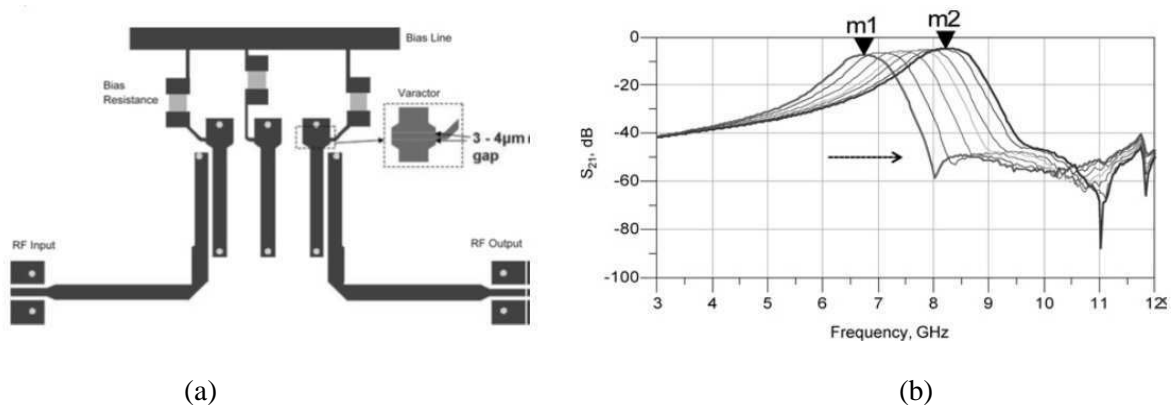 Bias Line
Bias
Resistance
Varactor
3 - 4µm
gap
RF Input
RF Output
(a)
m1
m2
0
-20
-40
-60
-80
-100
S21, dB
3
4
5
6
7
8
9
10
11
12
Frequency, GHz
(b)